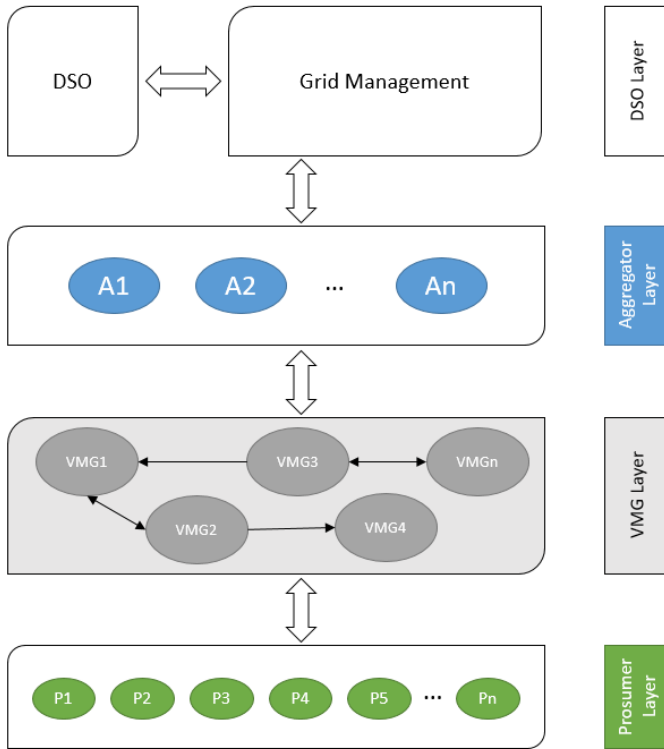 DSO
Grid Management
DSO Layer
A1
A2
...
An
Aggregator
Layer
VMG1
VMG3
VMGn
VMG2
VMG4
VMG Layer
P1
P2
P3
P4
P5
...
Pn
Prosumer
Layer